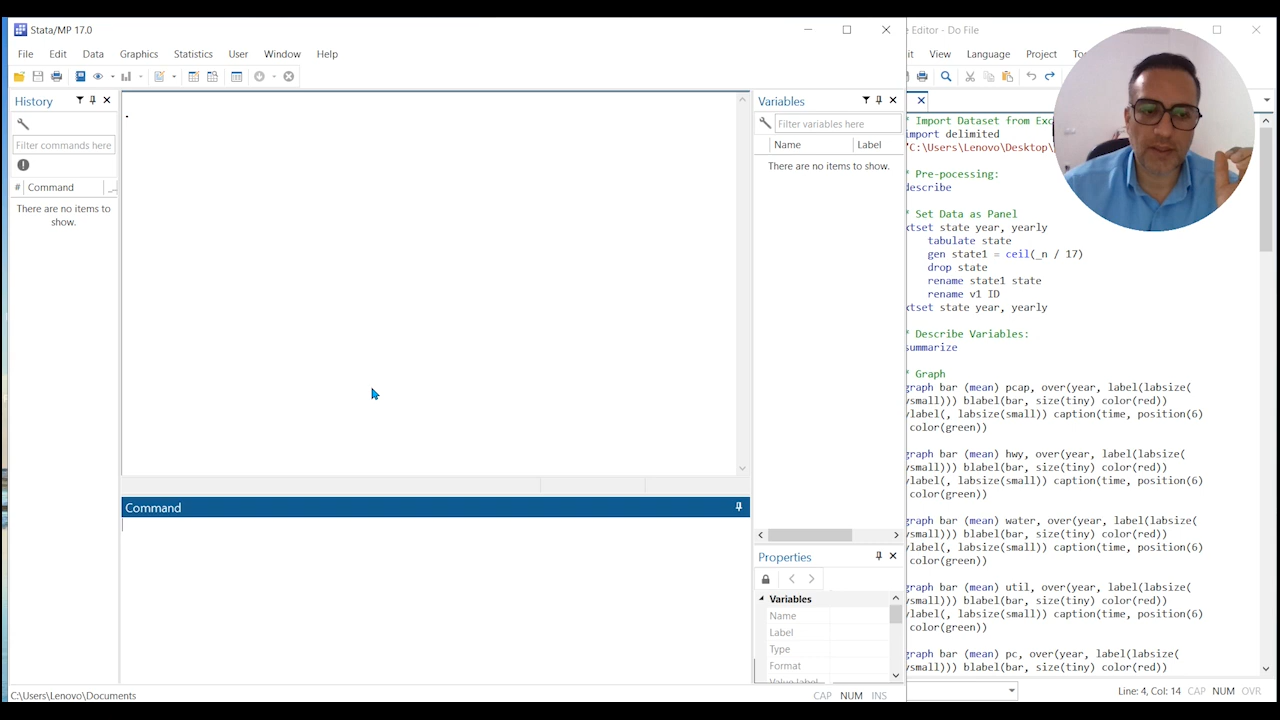 Stata/MP 17.0
File Edit Data Graphics Statistics User Window Help
History
Filter commands here
# Command
There are no items to
show.
.
Command
Variables
Filter variables here
Name Label
There are no items to show.
Properties
Variables
Name
Label
Type
Format
C:\Users\Lenovo\Documents
CAP NUM INS
Editor - Do File
View Language Project
* Import Dataset from
import delimited
"C:\Users\Lenovo\Desktop\
* Pre-pocessing:
describe
* Set Data as Panel
xtset state year, yearly
tabulate state
gen state1 = ceil(_n / 17)
drop state
rename state1 state
rename v1 ID
xtset state year, yearly
* Describe Variables:
summarize
* Graph
graph bar (mean) pcap, over(year, label(labsize(
vsmall))) blabel(bar, size(tiny) color(red))
ylabel(, labsize(small)) caption(time, position(6)
color(green))
graph bar (mean) hwy, over(year, label(labsize(
vsmall))) blabel(bar, size(tiny) color(red))
ylabel(, labsize(small)) caption(time, position(6)
color(green))
graph bar (mean) water, over(year, label(labsize(
vsmall))) blabel(bar, size(tiny) color(red))
ylabel(, labsize(small)) caption(time, position(6)
color(green))
graph bar (mean) util, over(year, label(labsize(
vsmall))) blabel(bar, size(tiny) color(red))
ylabel(, labsize(small)) caption(time, position(6)
color(green))
graph bar (mean) pc, over(year, label(labsize(
vsmall))) blabel(bar, size(tiny) color(red))
Line: 4, Col: 14 CAP NUM OVR